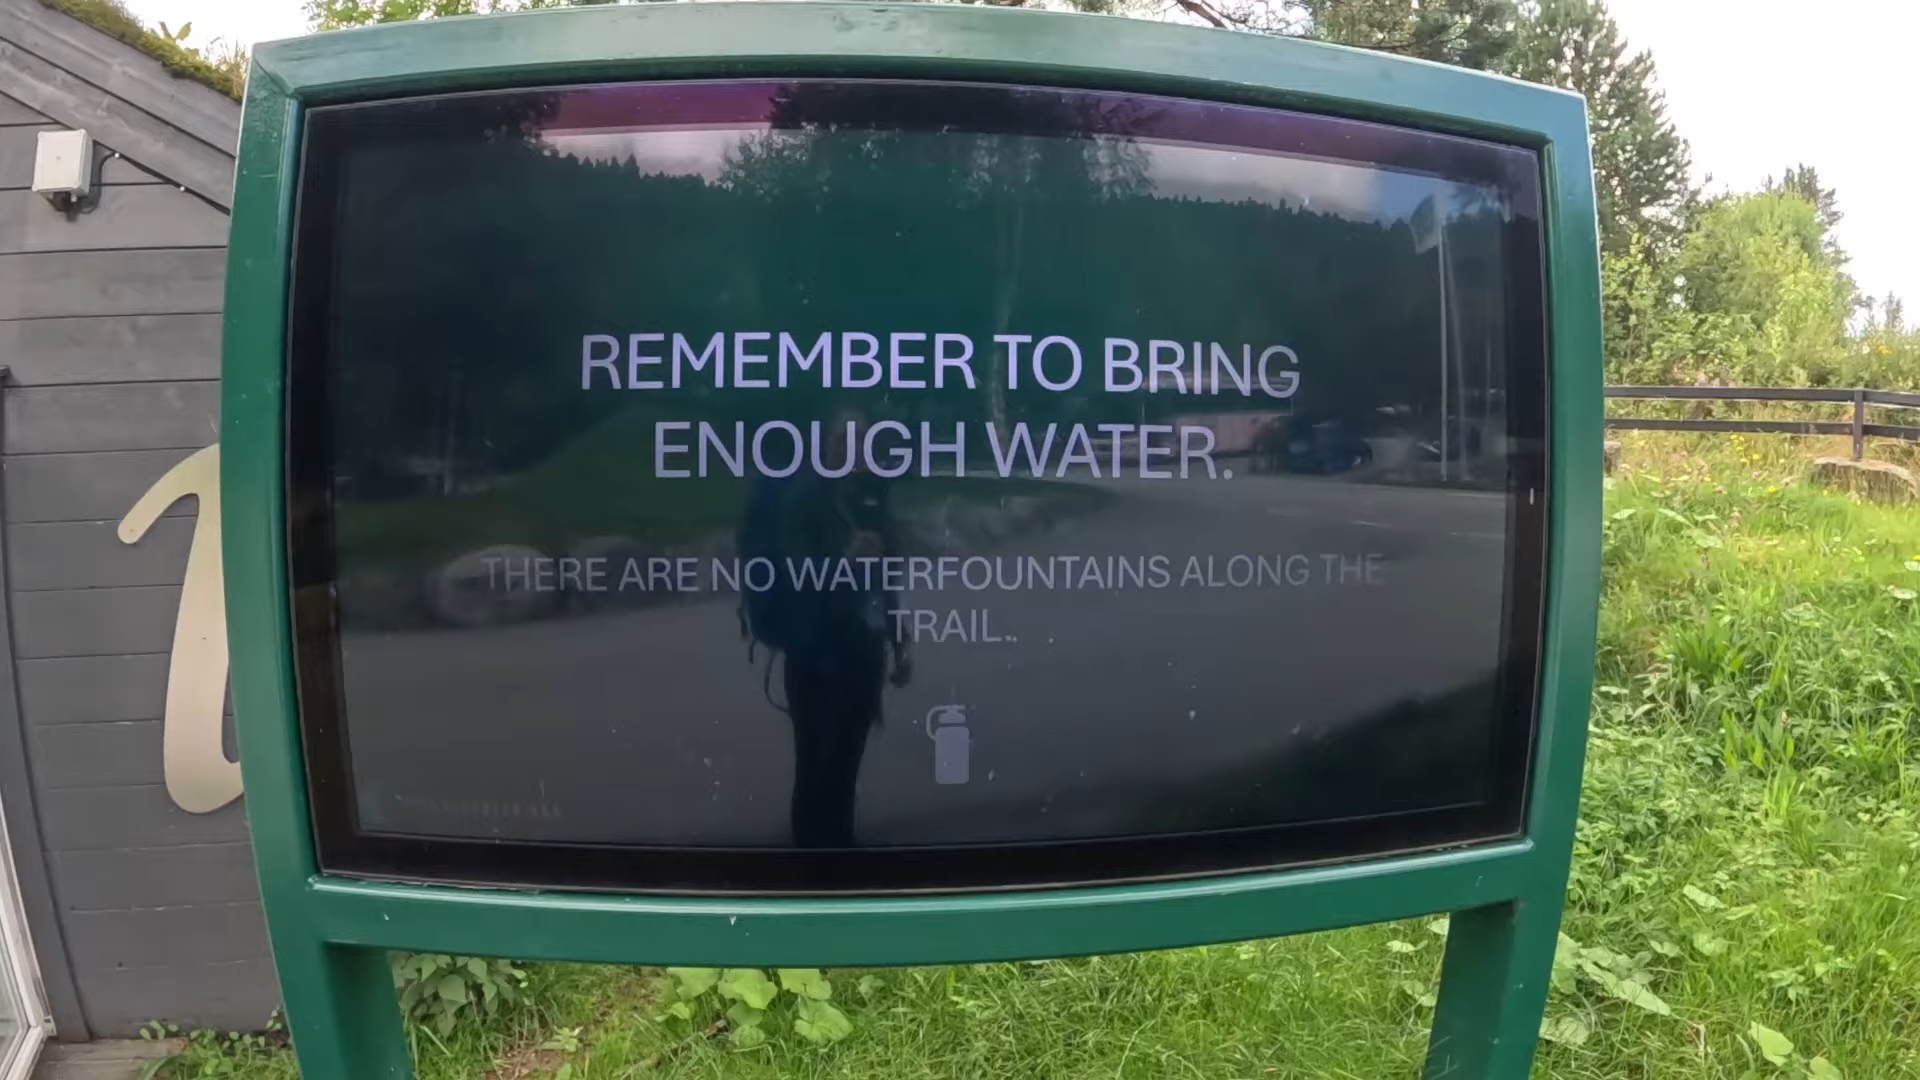 REMEMBER TO BRING
ENOUGH WATER.
THERE ARE NO WATERFOUNTAINS ALONG THE
TRAIL.